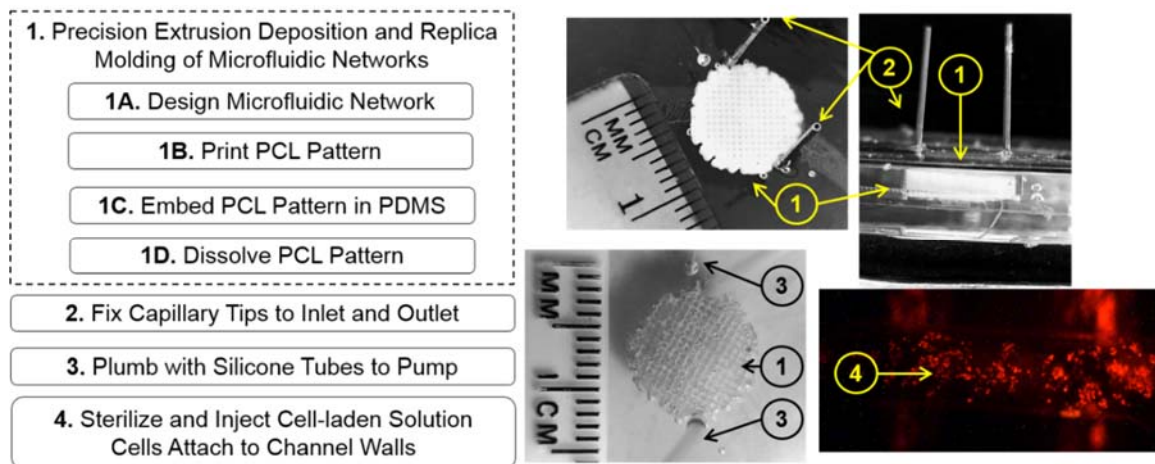 1. Precision Extrusion Deposition and Replica
Molding of Microfluidic Networks
1A. Design Microfluidic Network
1B. Print PCL Pattern
1C. Embed PCL Pattern in PDMS
1D. Dissolve PCL Pattern
2. Fix Capillary Tips to Inlet and Outlet
3. Plumb with Silicone Tubes to Pump
4. Sterilize and Inject Cell-laden Solution
Cells Attach to Channel Walls
2
1
MM
CM
1
1
3
MM
1
1
CM
3
4